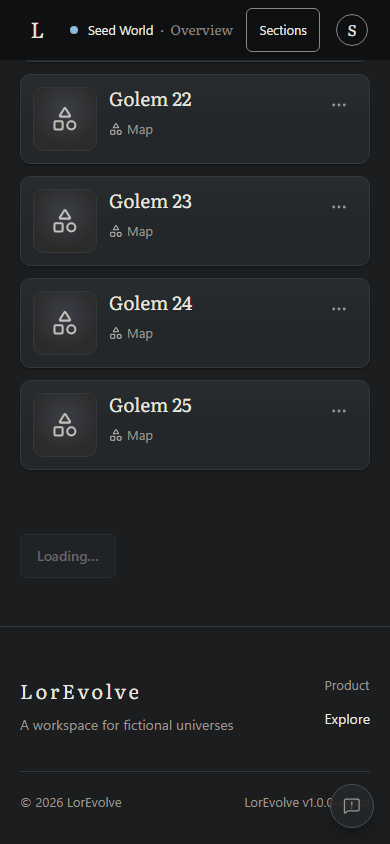 L Seed World · Overview Sections S
Golem 22
Map
Golem 23
Map
Golem 24
Map
Golem 25
Map
Loading...
LorEvolve
Product
A workspace for fictional universes
Explore
© 2026 LorEvolve
LorEvolve v1.0.